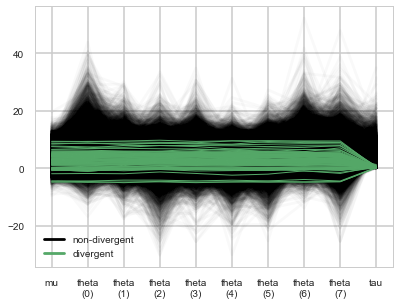 40
20
0
−20
non-divergent
divergent
mu theta theta theta theta theta theta theta theta tau
(0) (1) (2) (3) (4) (5) (6) (7)